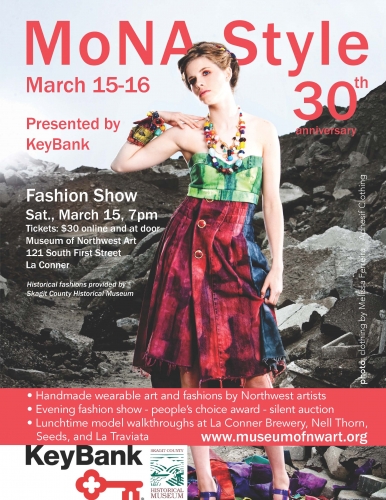 MoNA Style
March 15-16
30th
anniversary
Presented by
KeyBank
Fashion Show
Sat., March 15, 7pm
Tickets: $30 online and at door
Museum of Northwest Art
121 South First Street
La Conner
Historical fashions provided by
Skagit County Historical Museum
• Handmade wearable art and fashions by Northwest artists
• Evening fashion show - people's choice award - silent auction
• Lunchtime model walkthroughs at La Conner Brewery, Nell Thorn,
Seeds, and La Traviata
www.museumofnwart.org
KeyBank
SKAGIT COUNTY
HISTORICAL
MUSEUM
photo: clothing by Melissa
Clothing